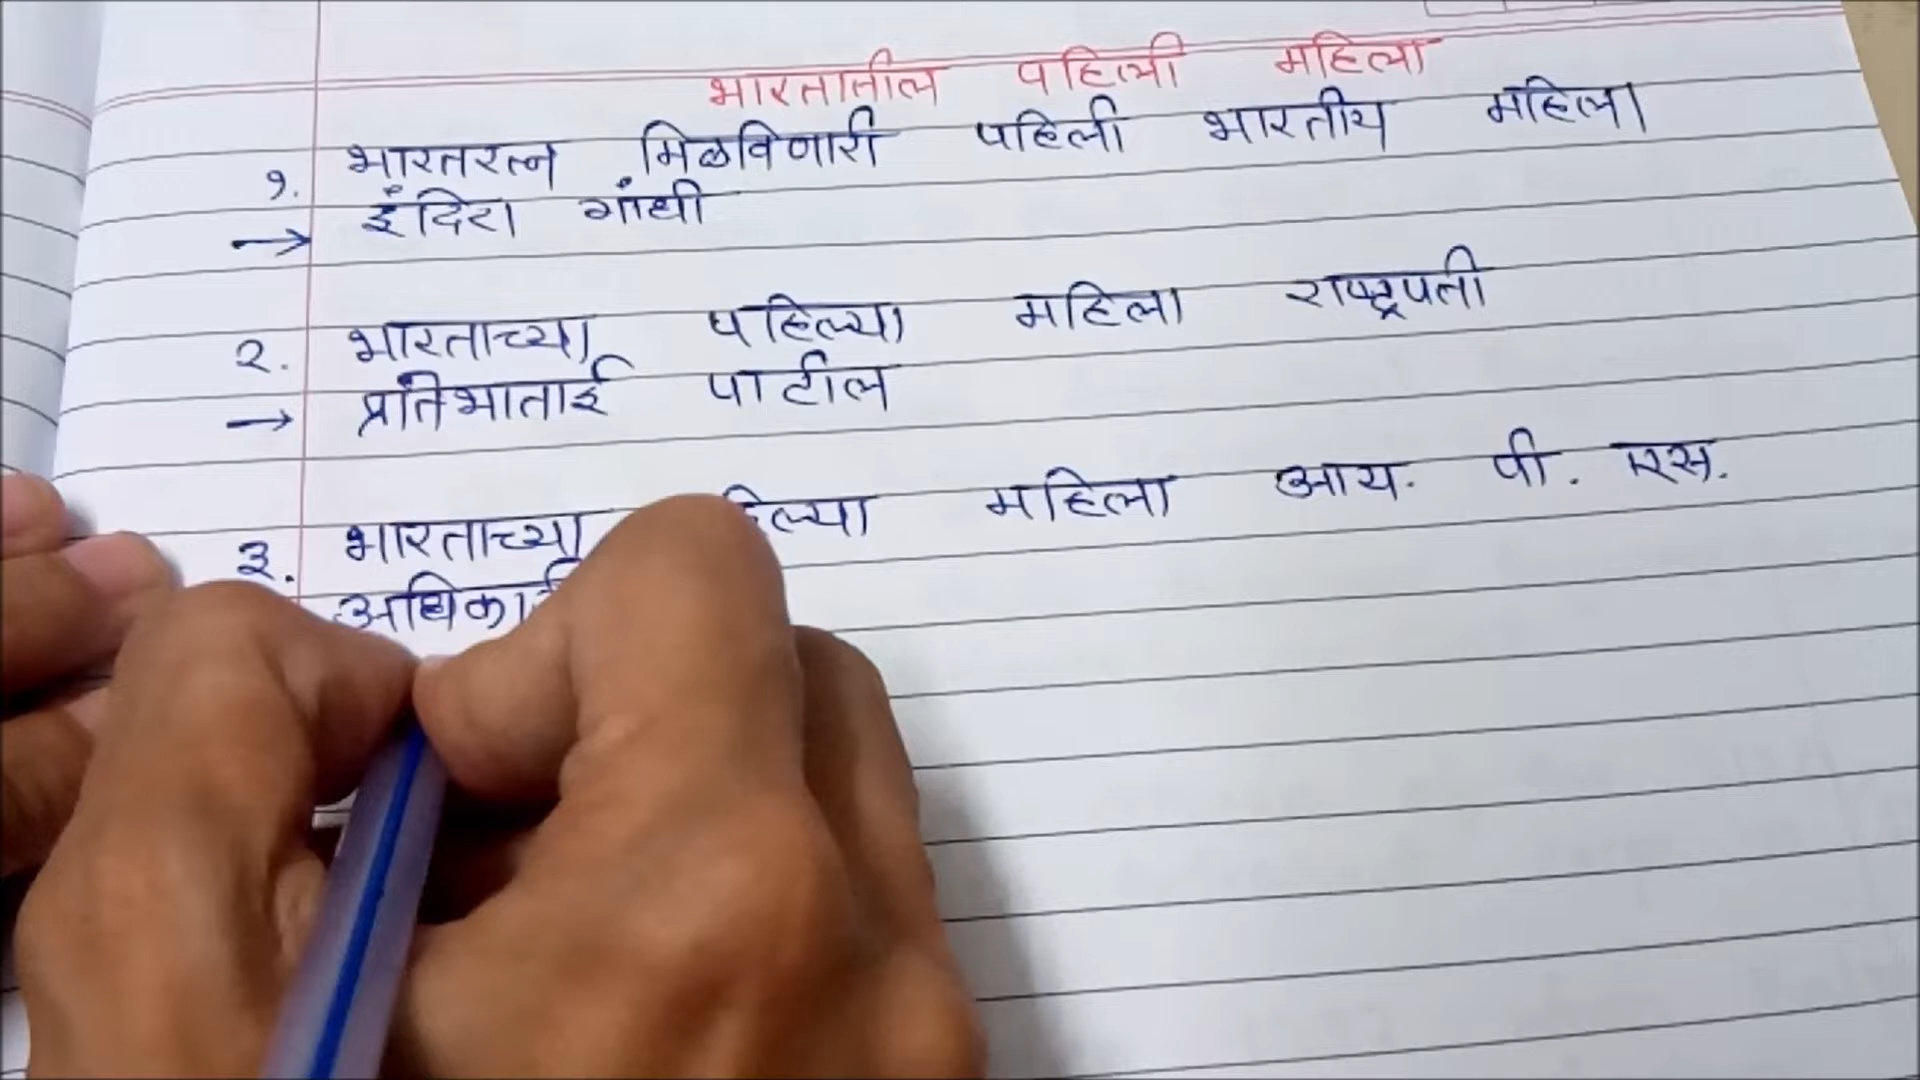 भारतातील पहिली महिला
१. भारतरत्न मिळविणारी पहिली भारतीय महिला
→ इंदिरा गांधी
२. भारताच्या पहिल्या महिला राष्ट्रपती
→ प्रतिभाताई पाटील
३. भारताच्या महिला आय. पी. एस.